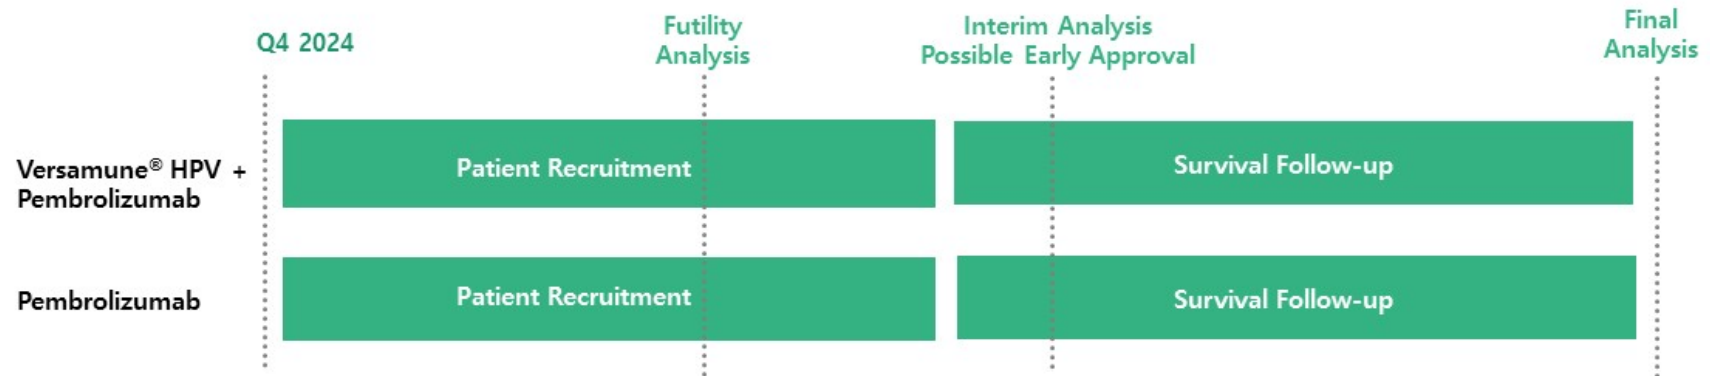 Q4 2024
Futility
Analysis
Interim Analysis
Possible Early Approval
Final
Analysis
Versamune® HPV +
Pembrolizumab
Patient Recruitment
Survival Follow-up
Pembrolizumab
Patient Recruitment
Survival Follow-up